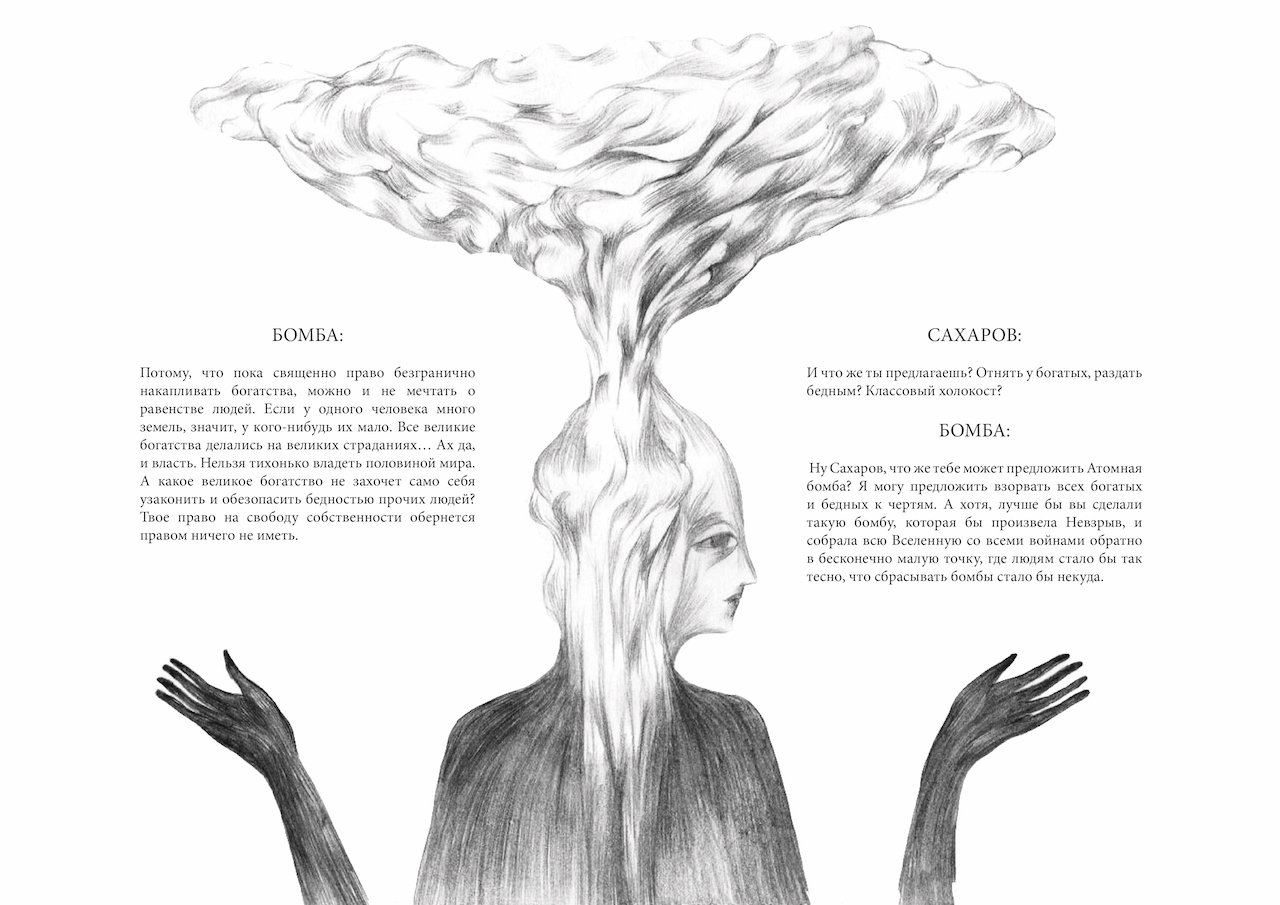 БОМБА:
Потому, что пока священно право безгранично
накапливать богатства, можно и не мечтать о
равенстве людей. Если у одного человека много
земель, значит, у кого-нибудь их мало. Все великие
богатства делались на великих страданиях… Ах да,
и власть. Нельзя тихонько владеть половиной мира.
А какое великое богатство не захочет само себя
узаконить и обезопасить бедностью прочих людей?
Твое право на свободу собственности обернется
правом ничего не иметь.
САХАРОВ:
И что же ты предлагаешь? Отнять у богатых, раздать
бедным? Классовый холокост?
БОМБА:
Ну Сахаров, что же тебе может предложить Атомная
бомба? Я могу предложить взорвать всех богатых
и бедных к чертям. А хотя, лучше бы вы сделали
такую бомбу, которая бы произвела Невзрыв, и
собрала всю Вселенную со всеми войнами обратно
в бесконечно малую точку, где людям стало бы так
тесно, что сбрасывать бомбы стало бы некуда.